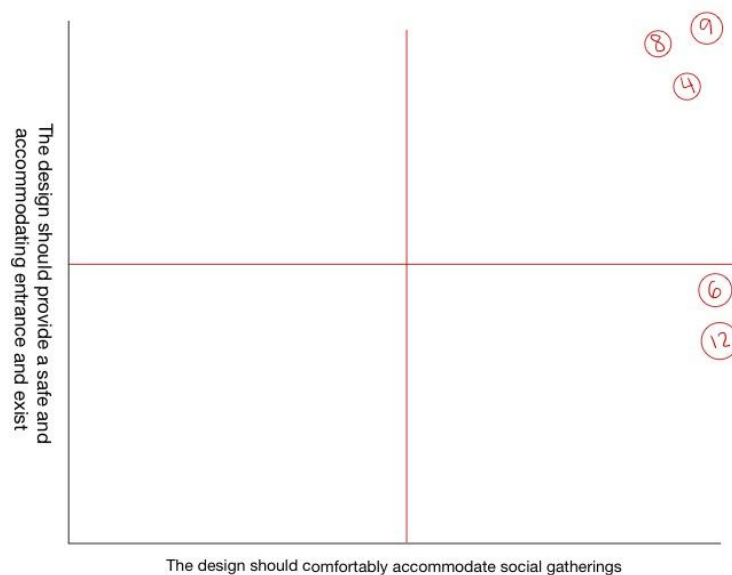 9
8
4
The design should provide a safe and
accommodating entrance and exist
6
12
The design should comfortably accommodate social gatherings